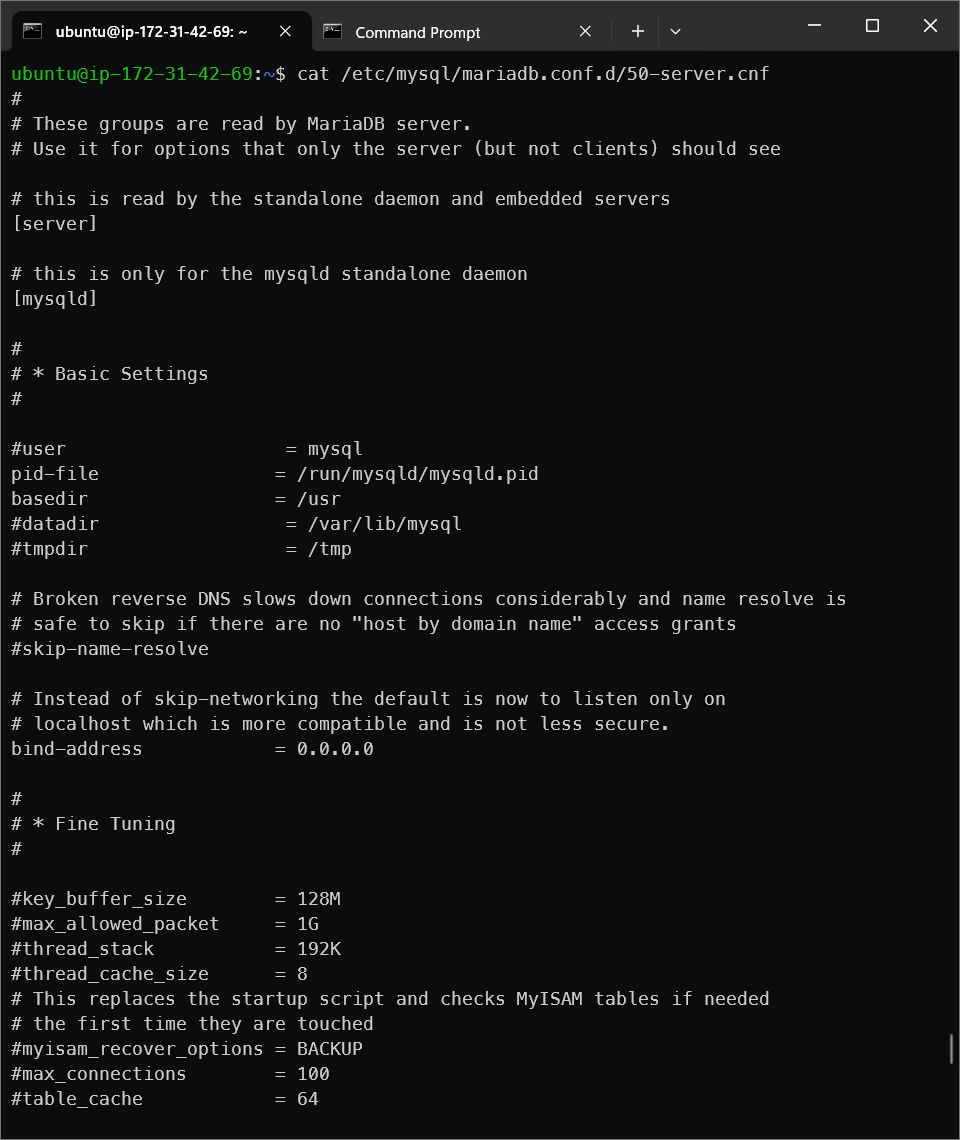 ubuntu@ip-172-31-42-69: ~
Command Prompt
ubuntu@ip-172-31-42-69:~$ cat /etc/mysql/mariadb.conf.d/50-server.cnf
#
# These groups are read by MariaDB server.
# Use it for options that only the server (but not clients) should see

# this is read by the standalone daemon and embedded servers
[server]

# this is only for the mysqld standalone daemon
[mysqld]

#
# * Basic Settings
#

#user                    = mysql
pid-file                = /run/mysqld/mysqld.pid
basedir                 = /usr
#datadir                 = /var/lib/mysql
#tmpdir                  = /tmp

# Broken reverse DNS slows down connections considerably and name resolve is
# safe to skip if there are no "host by domain name" access grants
#skip-name-resolve

# Instead of skip-networking the default is now to listen only on
# localhost which is more compatible and is not less secure.
bind-address            = 0.0.0.0

#
# * Fine Tuning
#

#key_buffer_size        = 128M
#max_allowed_packet     = 1G
#thread_stack           = 192K
#thread_cache_size      = 8
# This replaces the startup script and checks MyISAM tables if needed
# the first time they are touched
#myisam_recover_options = BACKUP
#max_connections        = 100
#table_cache            = 64